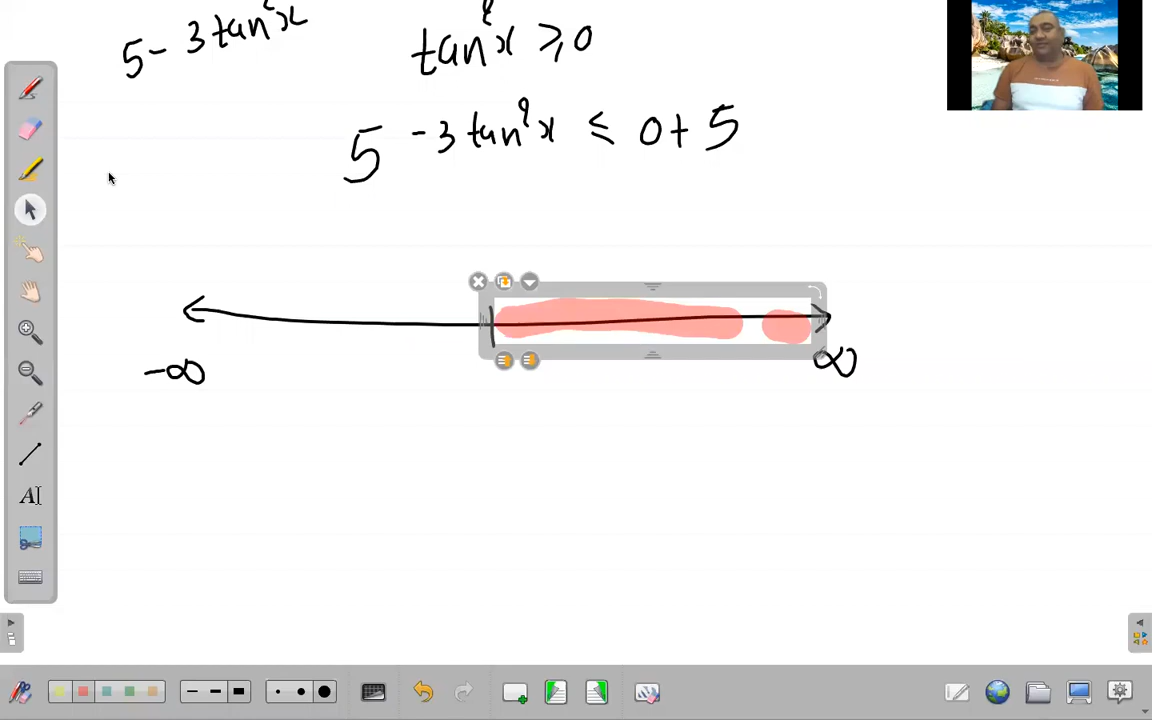 5 - 3 tan²x
tan²x ≥ 0
5 - 3 tan²x ≤ 0 + 5
-∞ ∞